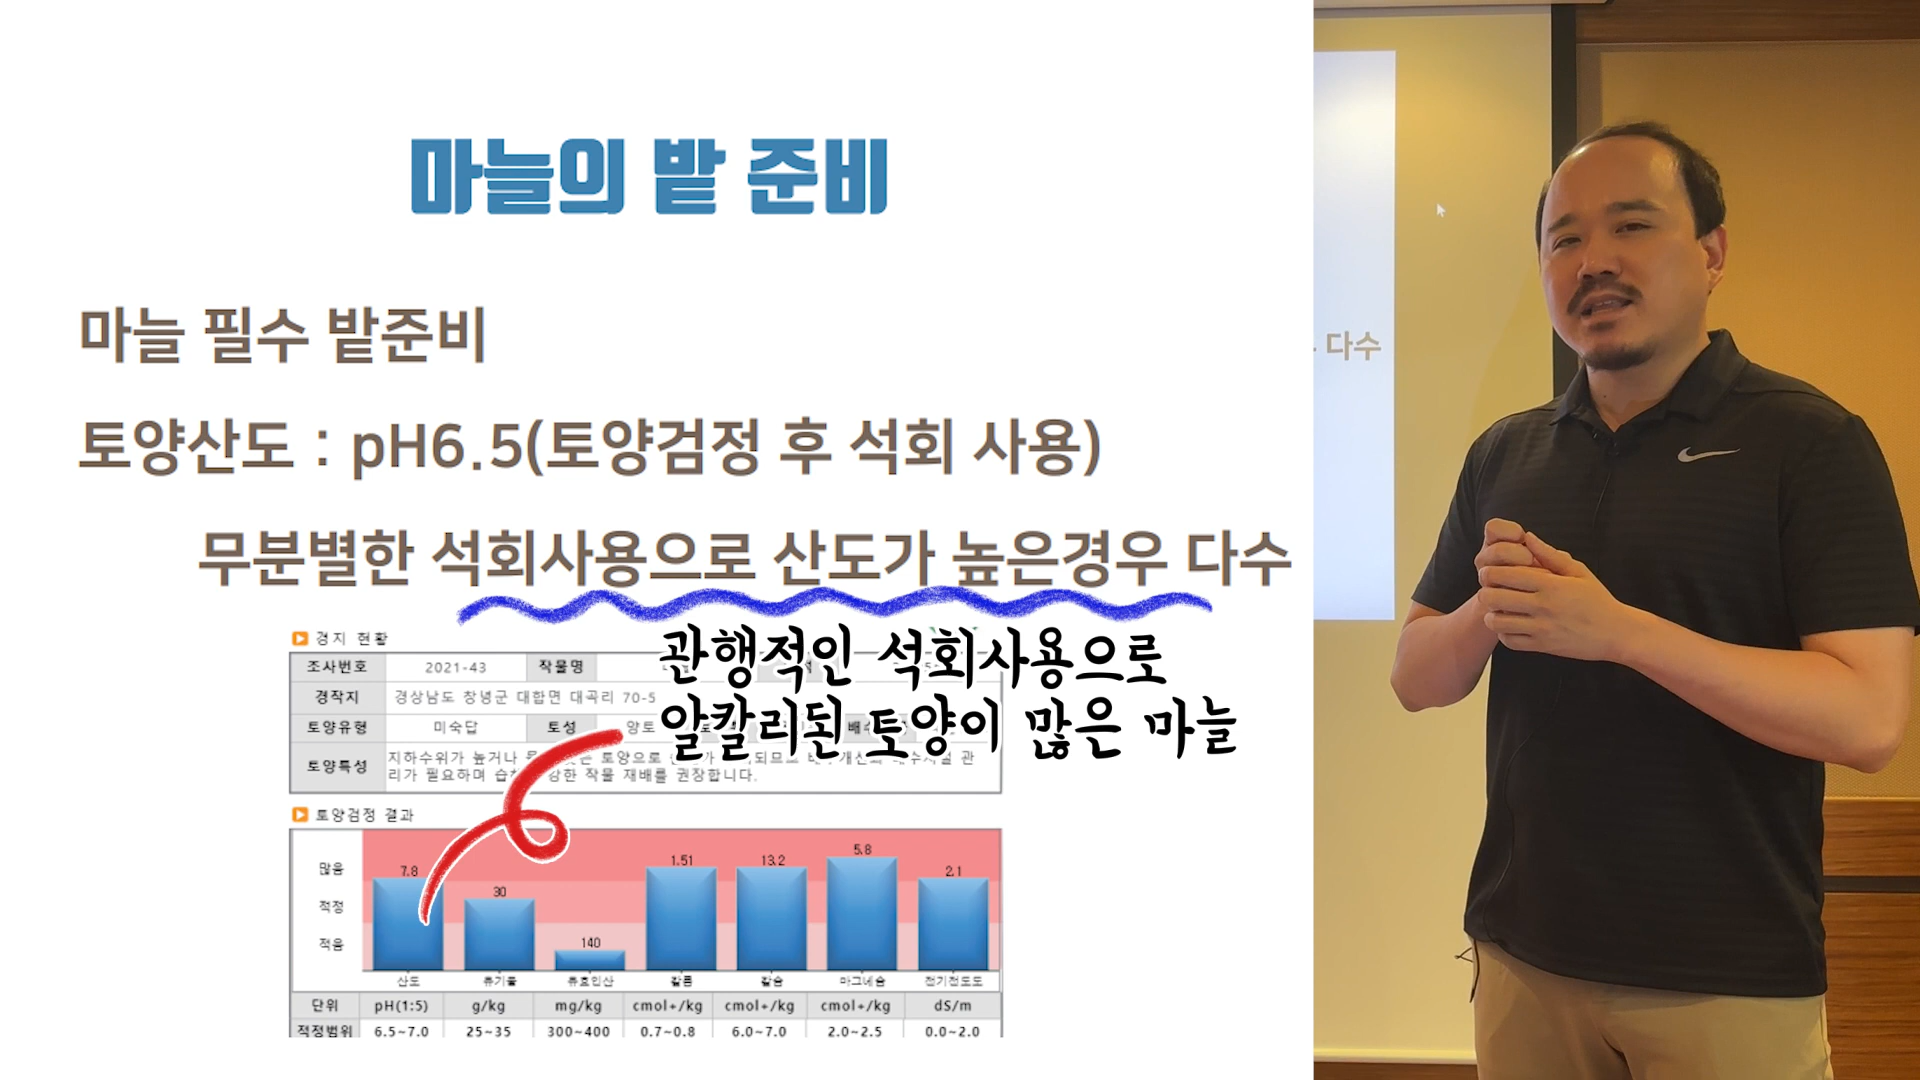 마늘의 밭 준비
마늘 필수 밭준비
토양산도 : pH6.5(토양검정 후 석회 사용)
무분별한 석회사용으로 산도가 높은경우 다수
관행적인 석회사용으로
알칼리된 토양이 많은 마늘
경지 현황
조사번호 2021-43 작물명
경작지 경상남도 창녕군 대합면 대곡리 70-5
토양유형 미숙답 토성 양토
토양특성 지하수위가 높거나 토양으로
리가 필요하며 강한 작물 재배를 권장합니다.
토양검정 결과
많음
적정
적음
7.8 30 140 1.51 13.2 5.8 2.1
산도 유기물 유효인산 칼륨 칼슘 마그네슘 전기전도도
단위 pH(1:5) g/kg mg/kg cmol+/kg cmol+/kg cmol+/kg dS/m
적정범위 6.5~7.0 25~35 300~400 0.7~0.8 6.0~7.0 2.0~2.5 0.0~2.0
다수